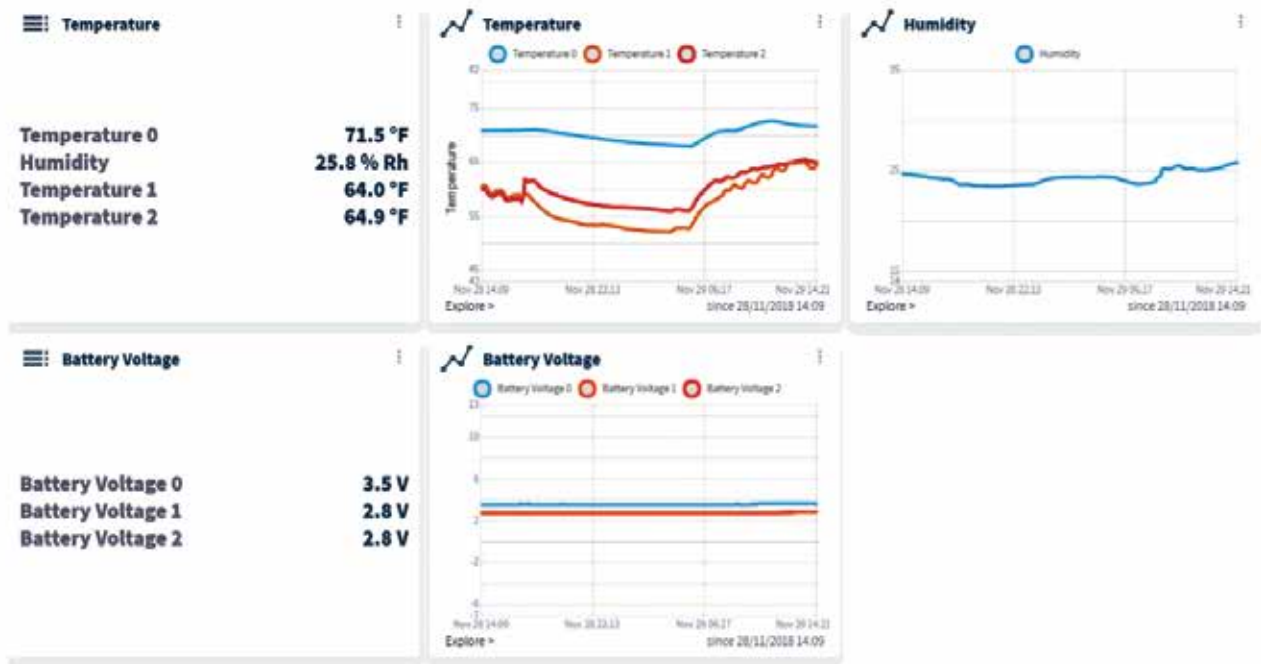 Temperature
Temperature 0 71.5 °F
Humidity 25.8 % Rh
Temperature 1 64.0 °F
Temperature 2 64.9 °F
Temperature
Temperature 0 Temperature 1 Temperature 2
Temperature
82
75
65
55
45
Nov 28 14:09 Nov 28 22:13 Nov 29 06:17 Nov 29 14:21
Explore > since 28/11/2018 14:09
Humidity
Humidity
25
Nov 28 14:09 Nov 28 22:13 Nov 29 06:17 Nov 29 14:21
Explore > since 28/11/2018 14:09
Battery Voltage
Battery Voltage 0 3.5 V
Battery Voltage 1 2.8 V
Battery Voltage 2 2.8 V
Battery Voltage
Battery Voltage 0 Battery Voltage 1 Battery Voltage 2
13
10
6
2
-2
-6
Nov 28 14:09 Nov 28 22:13 Nov 29 06:17 Nov 29 14:21
Explore > since 28/11/2018 14:09